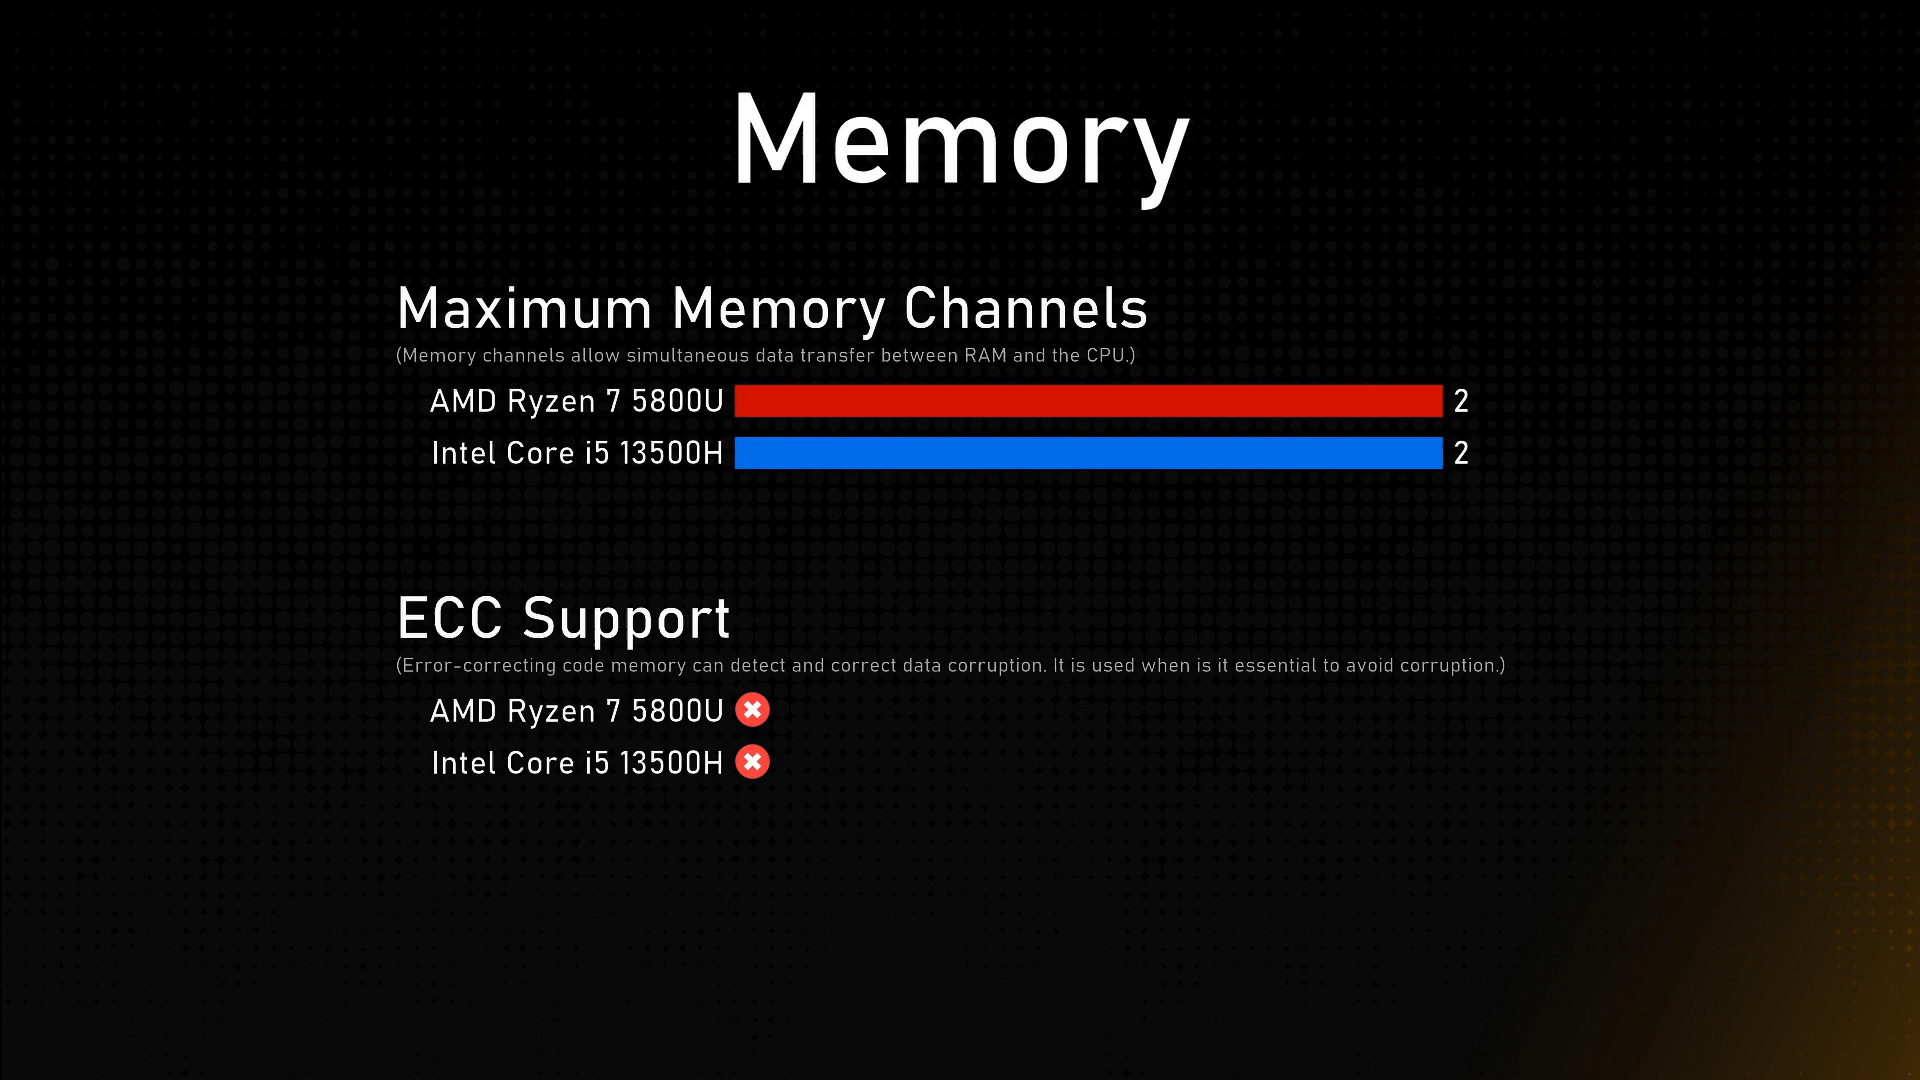 Memory
Maximum Memory Channels
(Memory channels allow simultaneous data transfer between RAM and the CPU.)
AMD Ryzen 7 5800U 2
Intel Core i5 13500H 2
ECC Support
(Error-correcting code memory can detect and correct data corruption. It is used when is it essential to avoid corruption.)
AMD Ryzen 7 5800U ✖
Intel Core i5 13500H ✖